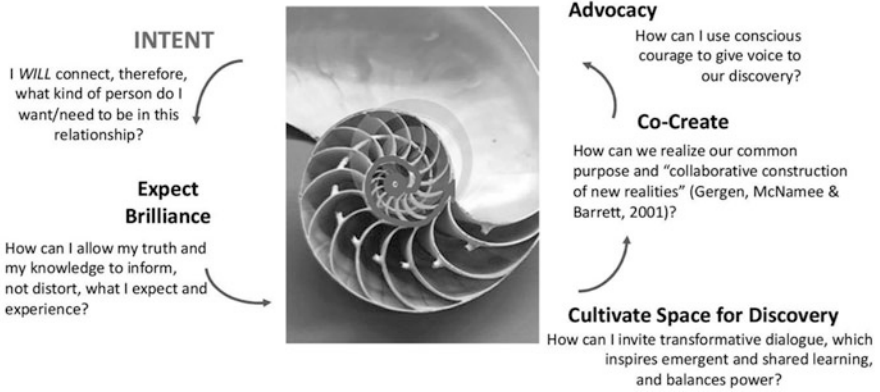 INTENT
I WILL connect, therefore,
what kind of person do I
want/need to be in this
relationship?
Expect
Brilliance
How can I allow my truth and
my knowledge to inform,
not distort, what I expect and
experience?
Cultivate Space for Discovery
How can I invite transformative dialogue, which
inspires emergent and shared learning,
and balances power?
Co-Create
How can we realize our common
purpose and “collaborative construction
of new realities” (Gergen, McNamee &
Barrett, 2001)?
Advocacy
How can I use conscious
courage to give voice to
our discovery?